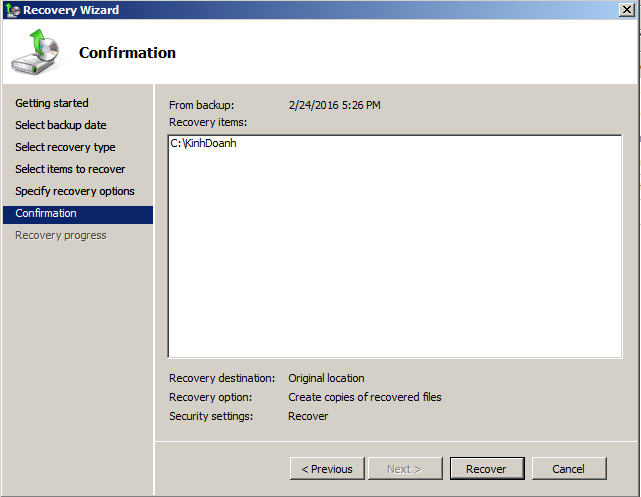 Recovery Wizard
Confirmation
Getting started
Select backup date
Select recovery type
Select items to recover
Specify recovery options
Confirmation
Recovery progress
From backup: 2/24/2016 5:26 PM
Recovery items:
C:\KinhDoanh
Recovery destination: Original location
Recovery option: Create copies of recovered files
Security settings: Recover
< Previous Next > Recover Cancel